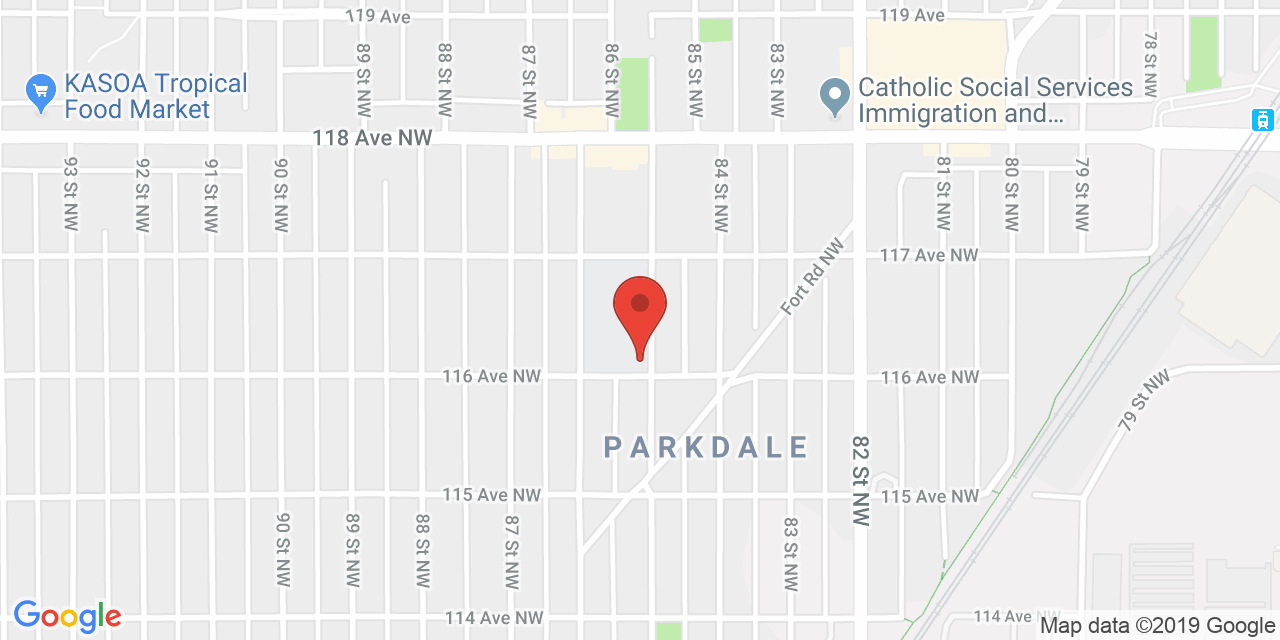 119 Ave
119 Ave
89 St NW
88 St NW
87 St NW
86 St NW
85 St NW
83 St NW
78 St NW
KASOA Tropical
Food Market
Catholic Social Services
Immigration and...
118 Ave NW
93 St NW
92 St NW
91 St NW
90 St NW
84 St NW
81 St NW
80 St NW
79 St NW
117 Ave NW
Fort Rd NW
116 Ave NW
116 Ave NW
79 St NW
PARKDALE
82 St NW
115 Ave NW
115 Ave NW
90 St NW
89 St NW
88 St NW
87 St NW
83 St NW
114 Ave NW
114 Ave NW
Google
Map data ©2019 Google